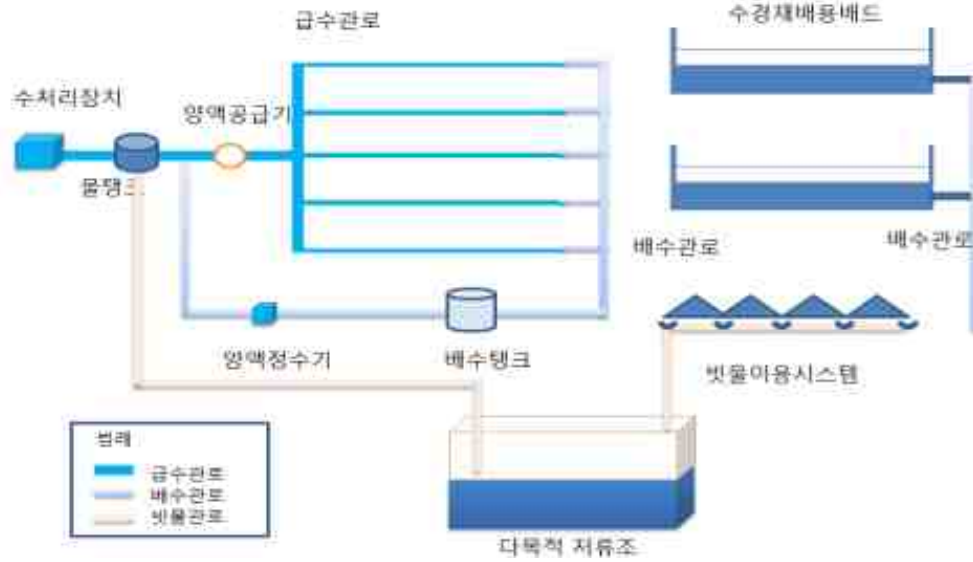 급수관로
수경재배용배드
수처리장치
양액공급기
물탱크
배수관로
배수관로
양액정수기
배수탱크
빗물이용시스템
범례
급수관로
배수관로
빗물관로
다목적 저류조